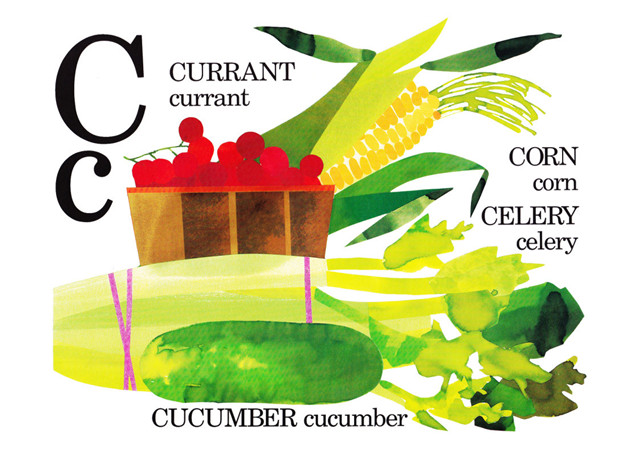 C
c
CURRANT
currant
CORN
corn
CELERY
celery
CUCUMBER cucumber